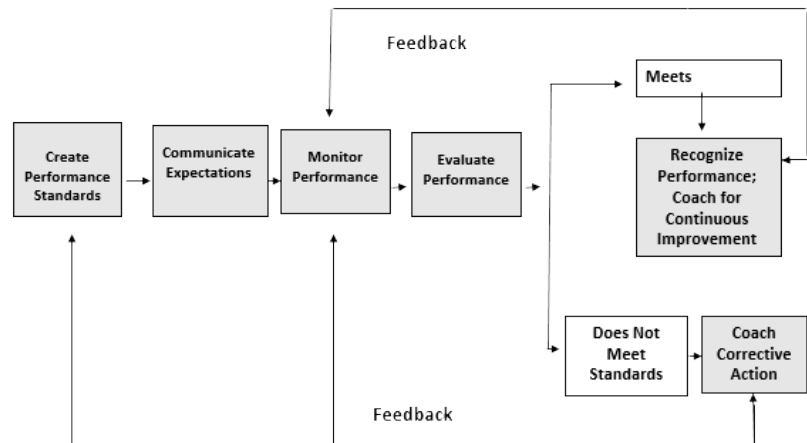 Feedback
Meets
Create
Performance
Standards
Communicate
Expectations
Monitor
Performance
Evaluate
Performance
Recognize
Performance;
Coach for
Continuous
Improvement
Does Not
Meet
Standards
Coach
Corrective
Action
Feedback